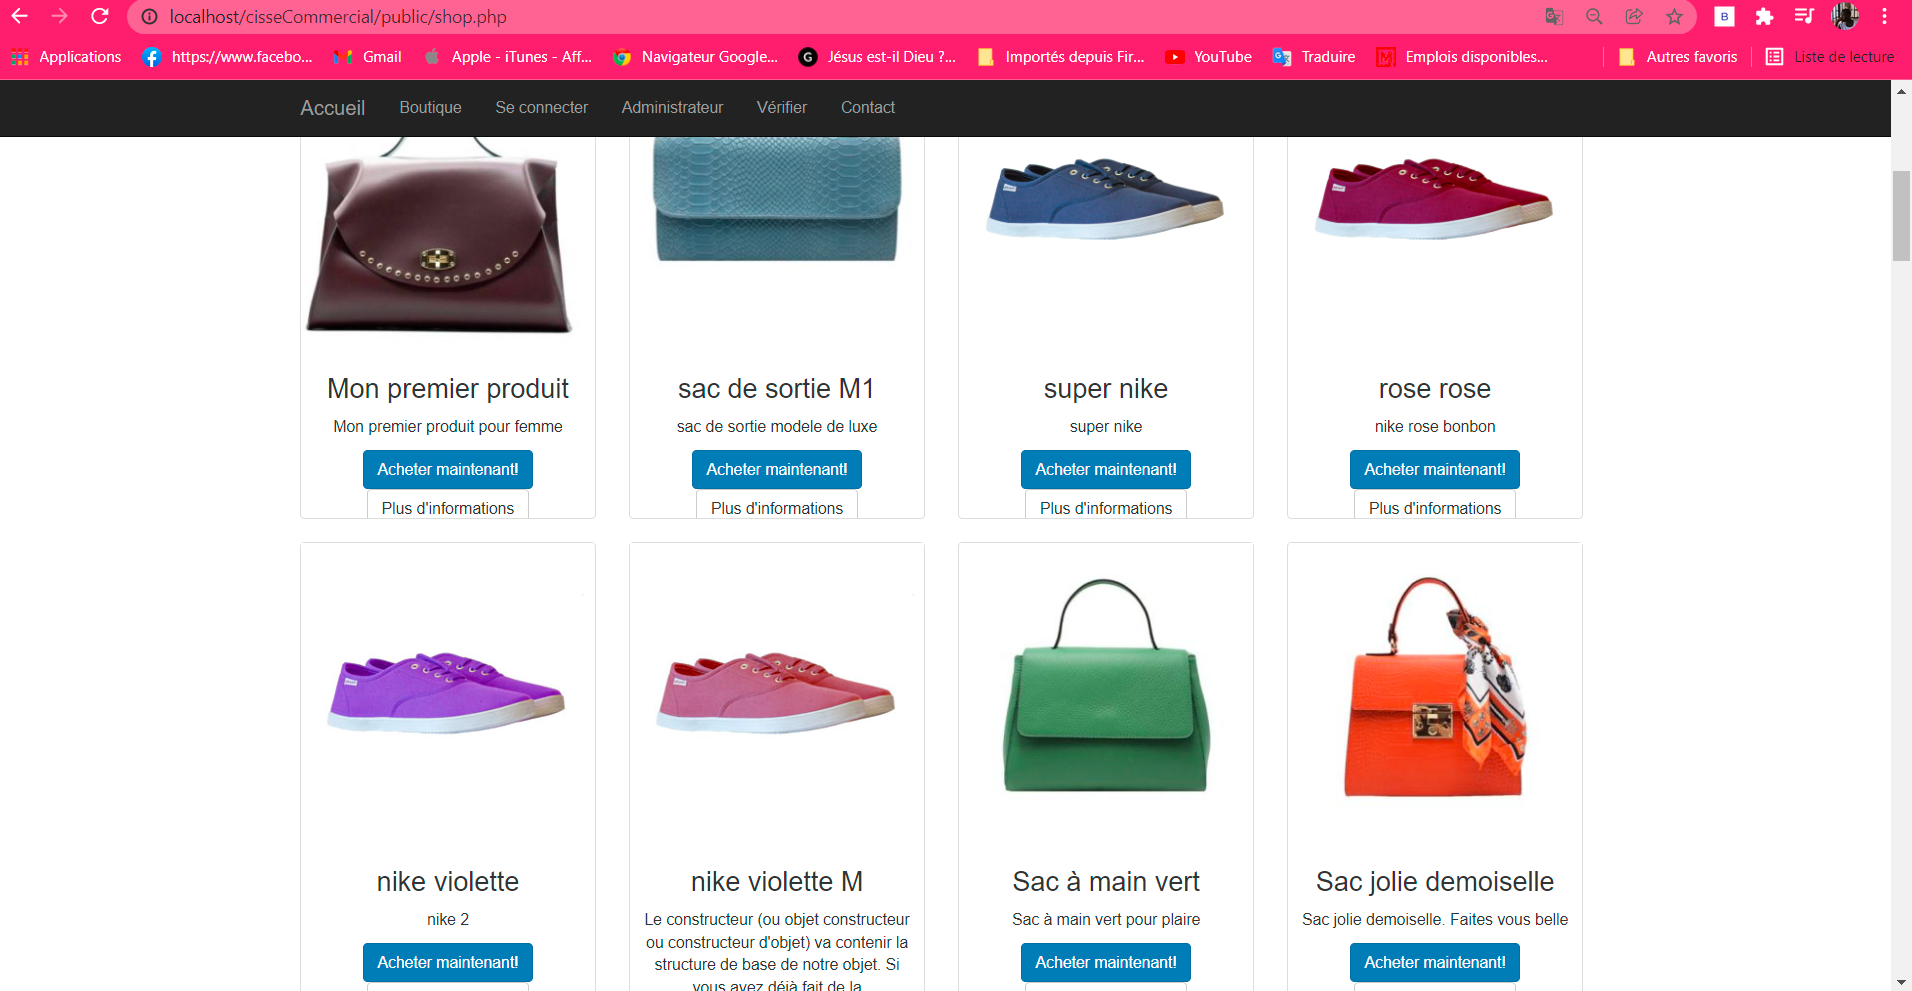 localhost/cisseCommercial/public/shop.php
Applications https://www.facebo... Gmail Apple - iTunes - Aff... Navigateur Google... Jésus est-il Dieu ?... Importés depuis Fir... YouTube Traduire Emplois disponibles... Autres favoris Liste de lecture
Accueil Boutique Se connecter Administrateur Vérifier Contact
Mon premier produit sac de sortie M1 super nike rose rose
Mon premier produit pour femme sac de sortie modele de luxe super nike nike rose bonbon
Acheter maintenant! Acheter maintenant! Acheter maintenant! Acheter maintenant!
Plus d'informations Plus d'informations Plus d'informations Plus d'informations
nike violette nike violette M Sac à main vert Sac jolie demoiselle
nike 2
Le constructeur (ou objet constructeur
ou constructeur d'objet) va contenir la
structure de base de notre objet. Si
vous avez déjà fait de la
Sac à main vert pour plaire
Sac jolie demoiselle. Faites vous belle
Acheter maintenant! Acheter maintenant! Acheter maintenant!